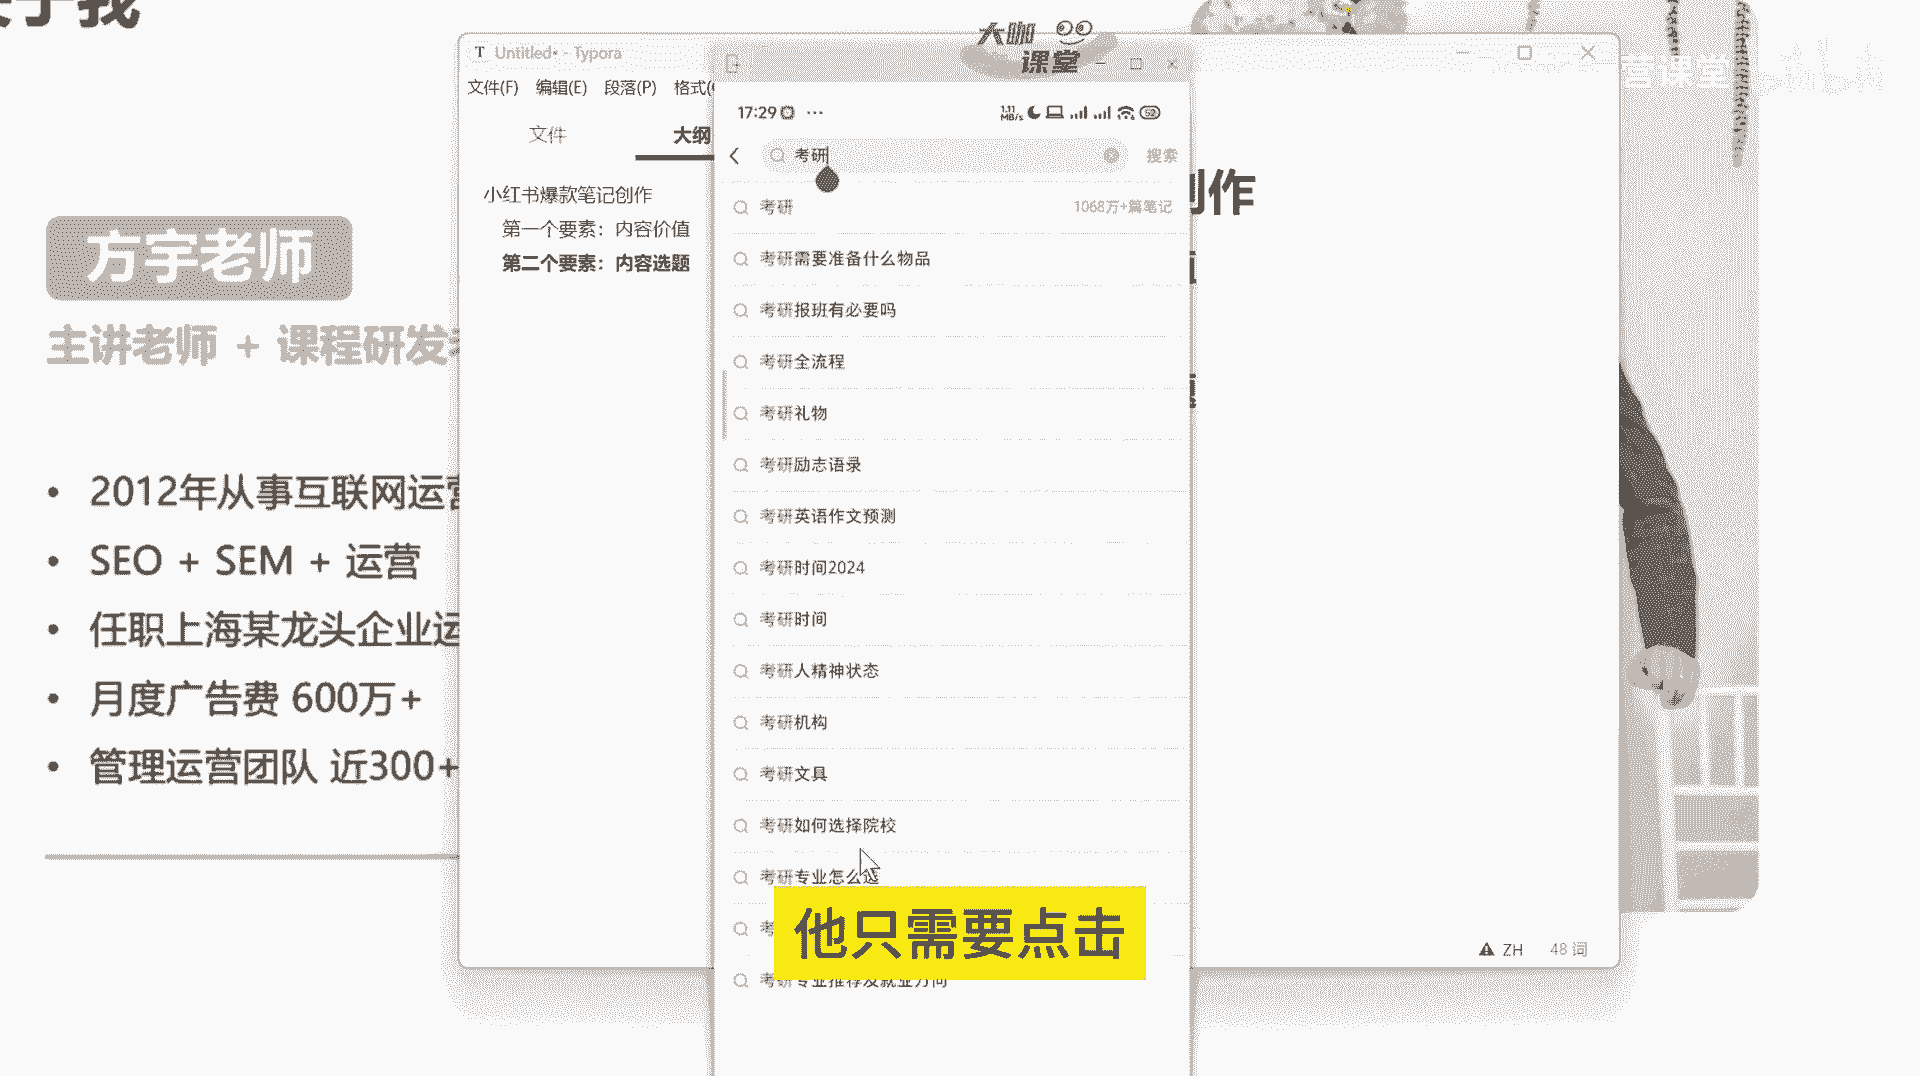 于我
方宇老师
主讲老师 + 课程研发
2012年从事互联网运营
SEO + SEM + 运营
任职上海某龙头企业运
月度广告费 600万+
管理运营团队 近300+
T Untitled• - Typora
文件(F) 编辑(E) 段落(P) 格式(
文件 大纲
小红书爆款笔记创作
第一个要素：内容价值
第二个要素：内容选题
大咖
课堂
17:29 ···
1.11 MB/s 52
考研 搜索
考研 1068万+篇笔记
考研需要准备什么物品
考研报班有必要吗
考研全流程
考研礼物
考研励志语录
考研英语作文预测
考研时间2024
考研时间
考研人精神状态
考研机构
考研文具
考研如何选择院校
考研专业怎么选
考研专业推荐及就业方向
他只需要点击
创作
营课堂
ZH 48 词